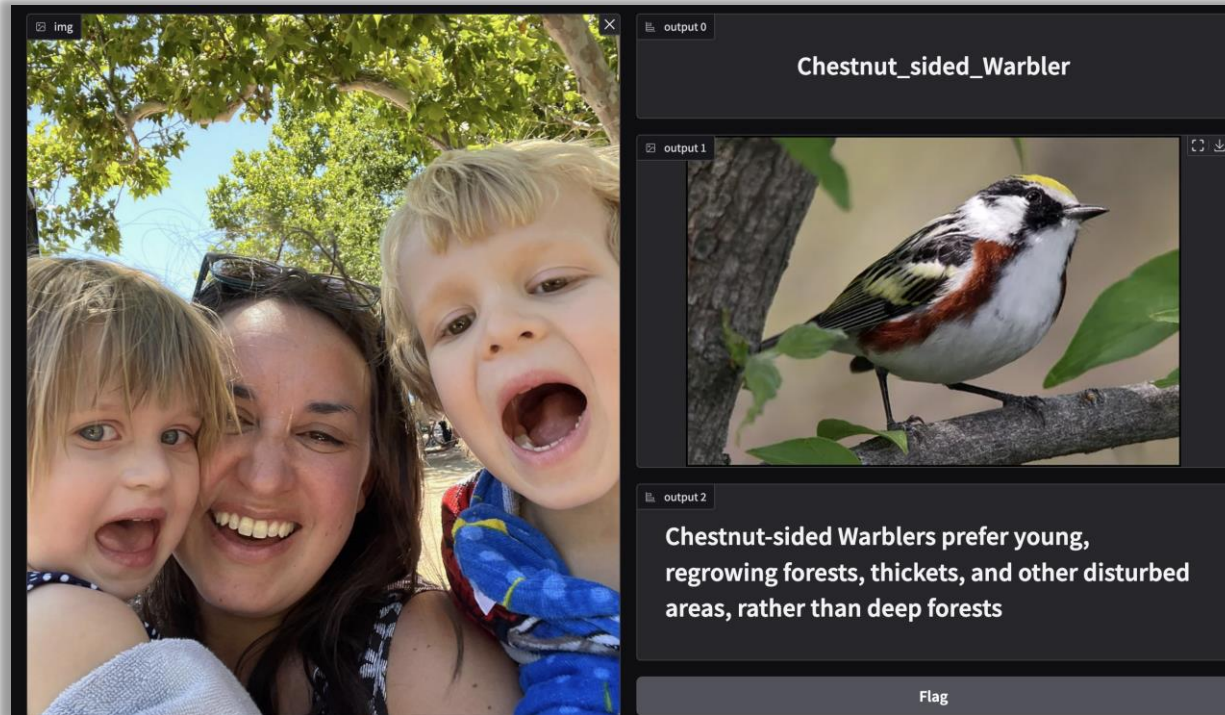 img
output 0
Chestnut_sided_Warbler
output 1
output 2
Chestnut-sided Warblers prefer young,
regrowing forests, thickets, and other disturbed
areas, rather than deep forests
Flag